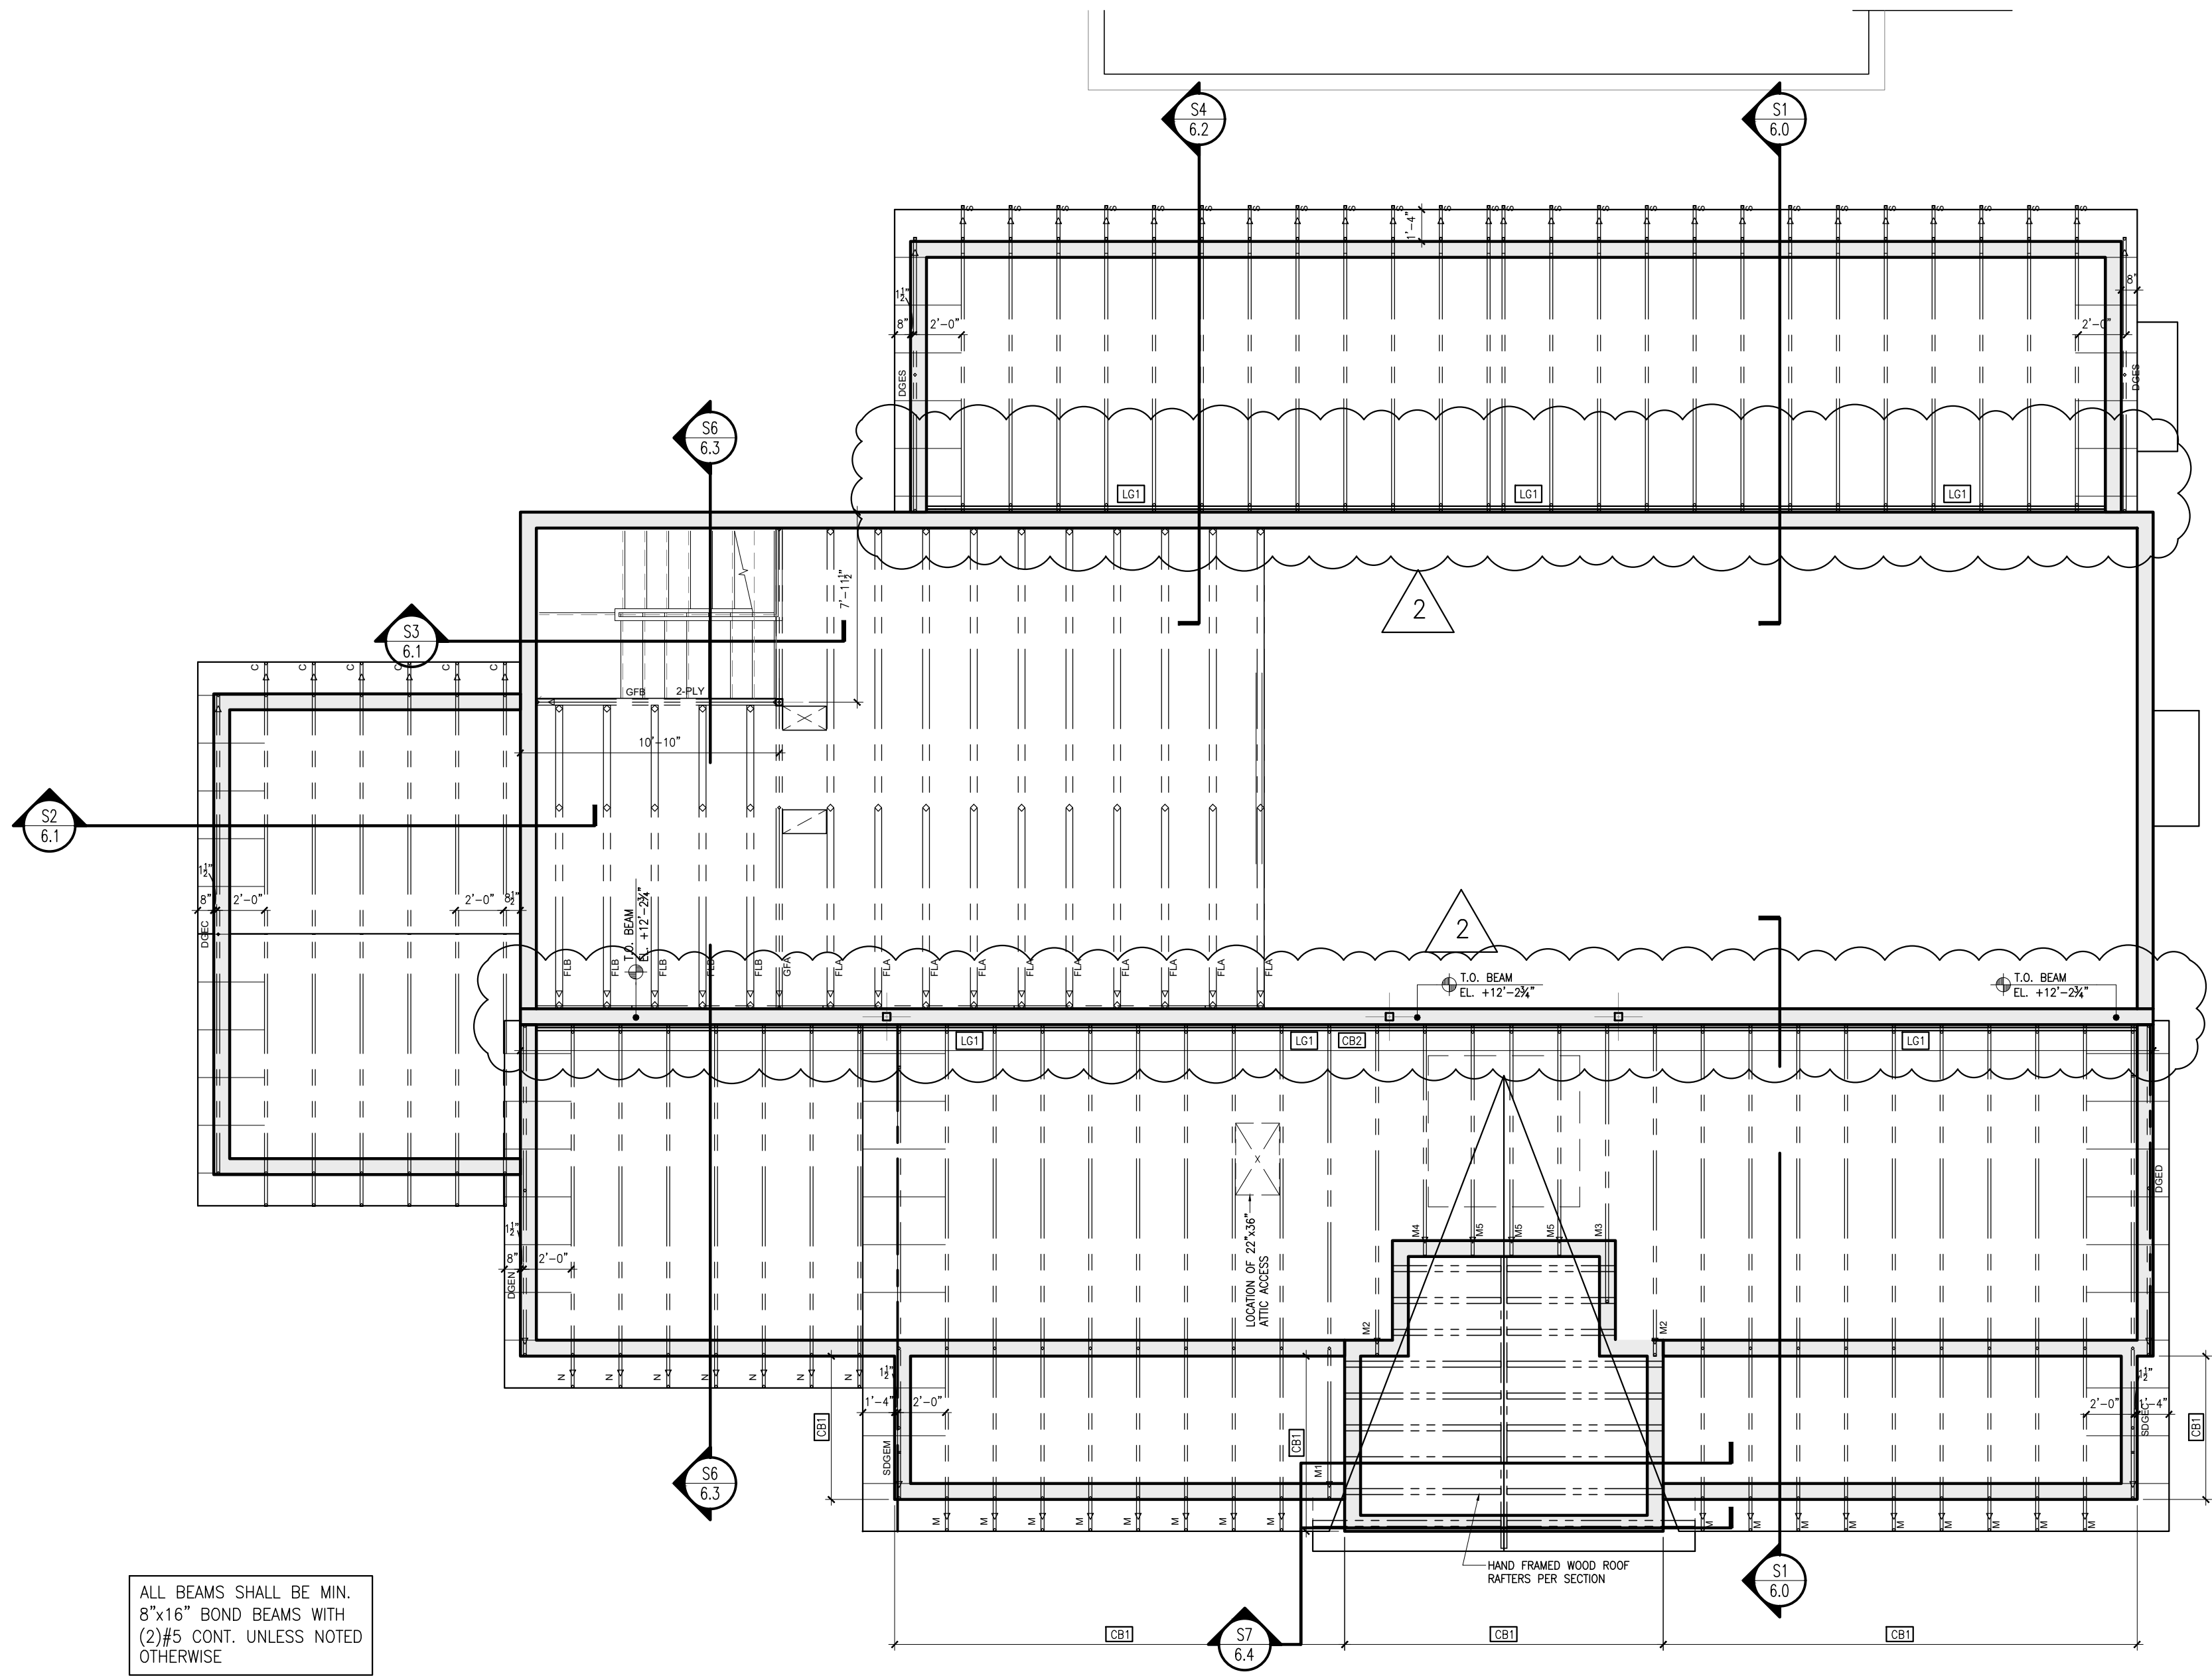 S4
6.2
S1
6.0
S S S S S S S S S S S S S S S S S S S S S S S S S
1'-4"
8"
1½"
8" 2'-0"
2'-0"
DGES
DGES
S6
6.3
LG1 LG1 LG1
7'-11½"
2
S3
6.1
C C C C C C
GFB 2-PLY
10'-10"
S2
6.1
1½"
8" 2'-0"
2'-0" 8½"
DGEC
T.O. BEAM
EL. +12'-2¾"
2
FLB FLB FLB FLB FLB GFA FLA FLA FLA FLA FLA FLA FLA FLA FLA FLA
T.O. BEAM
EL. +12'-2¾"
T.O. BEAM
EL. +12'-2¾"
LG1 LG1 CB2 LG1
LOCATION OF 22"x36"
ATTIC ACCESS
X
DGED
1½"
8" 2'-0"
DGEN
M4 M5 M5 M5 M3
M2 M2
N N N N N N N
1½"
1'-4" 2'-0"
1½"
2'-0" 1'-4"
CB1
SDGEM
CB1
M1
SDGEC
CB1
M M M M M M M M
M M M M M M M M M
S6
6.3
HAND FRAMED WOOD ROOF
RAFTERS PER SECTION
S1
6.0
ALL BEAMS SHALL BE MIN.
8"x16" BOND BEAMS WITH
(2)#5 CONT. UNLESS NOTED
OTHERWISE
S7
6.4
CB1 CB1 CB1